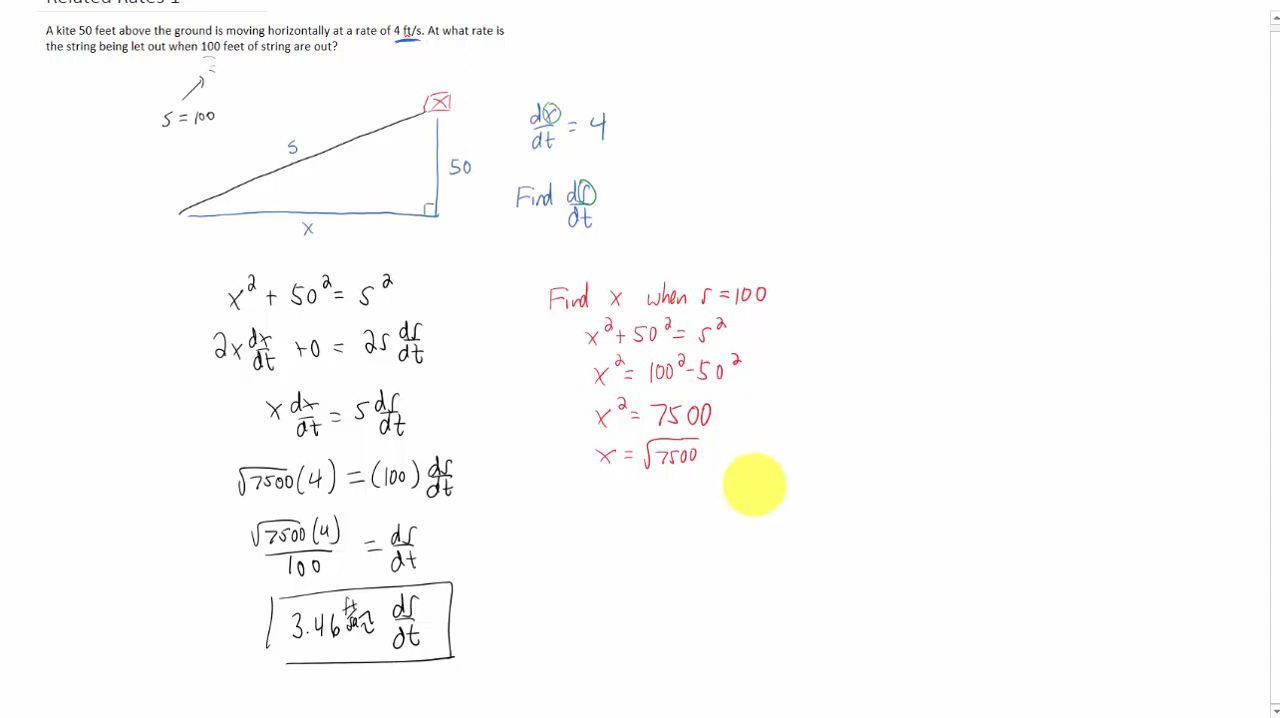 Related Rates 1
A kite 50 feet above the ground is moving horizontally at a rate of 4 ft/s. At what rate is
the string being let out when 100 feet of string are out?
s = 100
s
50
x
dx/dt = 4
Find ds/dt
x² + 50² = s²
2x dx/dt + 0 = 2s ds/dt
x dx/dt = s ds/dt
√7500 (4) = (100) ds/dt
√7500 (4)/100 = ds/dt
3.46 ft/sec ≈ ds/dt
Find x when s = 100
x² + 50² = s²
x² = 100² - 50²
x² = 7500
x = √7500